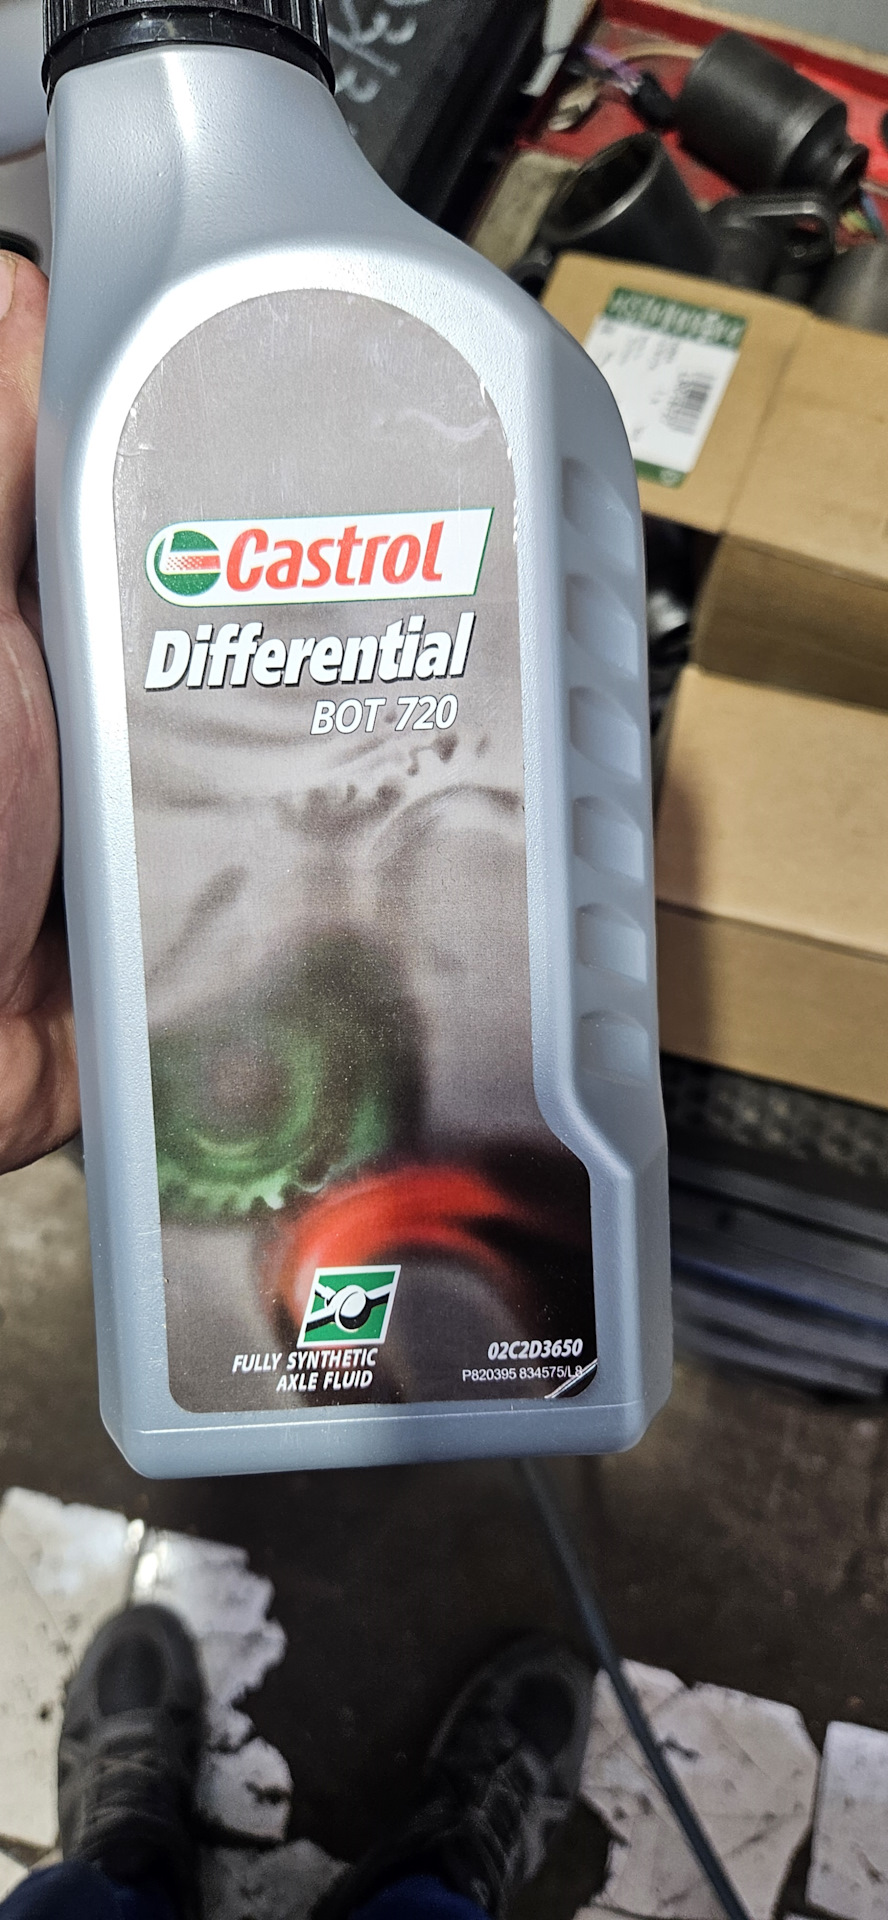 Castrol
Differential
BOT 720
FULLY SYNTHETIC
AXLE FLUID
02C2D3650
P820395 834575/L8